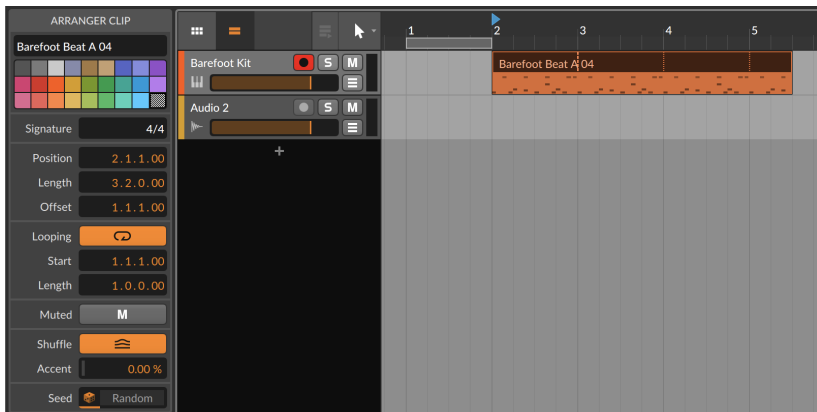 ARRANGER CLIP
Barefoot Beat A 04
Signature 4/4
Position 2.1.1.00
Length 3.2.0.00
Offset 1.1.1.00
Looping
Start 1.1.1.00
Length 1.0.0.00
Muted M
Shuffle
Accent 0.00 %
Seed Random
1 2 3 4 5
Barefoot Kit S M
Audio 2 S M
+
Barefoot Beat A 04